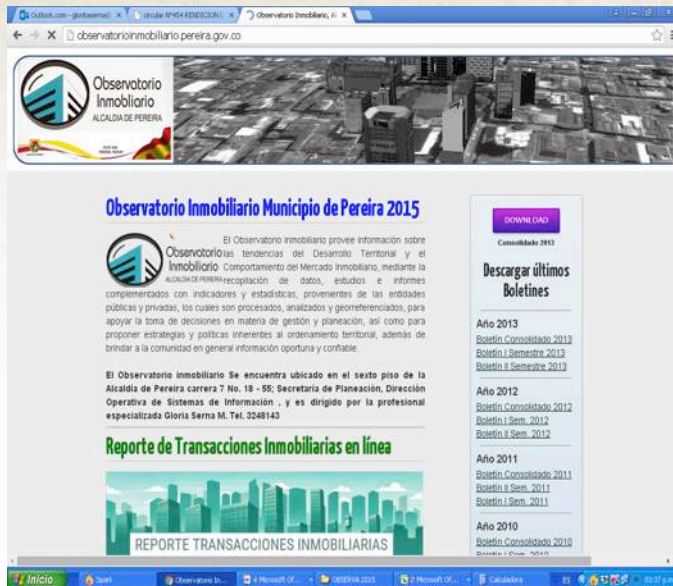 Outlook.com -
circular Nº454 RENDICION
Observatorio Inmobiliario, Al
observatorioinmobiliario.pereira.gov.co
Observatorio
Inmobiliario
ALCALDIA DE PEREIRA
Observatorio Inmobiliario Municipio de Pereira 2015
Observatorio
Inmobiliario
ALCALDIA DE PEREIRA
El Observatorio Inmobiliario provee información sobre
las tendencias del Desarrollo Territorial y el
Comportamiento del Mercado Inmobiliario, mediante la
recopilación de datos, estudios e informes
complementados con indicadores y estadísticas, provenientes de las entidades
públicas y privadas, los cuales son procesados, analizados y georreferenciados, para
apoyar la toma de decisiones en materia de gestión y planeación, así como para
proponer estrategias y políticas inherentes al ordenamiento territorial, además de
brindar a la comunidad en general información oportuna y confiable.
El Observatorio inmobiliario Se encuentra ubicado en el sexto piso de la
Alcaldía de Pereira carrera 7 No. 18 - 55; Secretaría de Planeación, Dirección
Operativa de Sistemas de Información , y es dirigido por la profesional
especializada Gloria Serna M. Tel. 3248143
Reporte de Transacciones Inmobiliarias en línea
REPORTE TRANSACCIONES INMOBILIARIAS
DOWNLOAD
Consolidado 2013
Descargar últimos
Boletines
Año 2013
Boletín Consolidado 2013
Boletín I Semestre 2013
Boletín II Semestre 2013
Año 2012
Boletín Consolidado 2012
Boletín I Sem. 2012
Boletín II Sem. 2012
Año 2011
Boletín Consolidado 2011
Boletín II Sem. 2011
Boletín I Sem. 2011
Año 2010
Boletín Consolidado 2010
Boletín I Sem. 2010
Inicio
Spark
Observatorio In...
4 Microsoft Of...
OBSERVA 2015
2 Microsoft Of...
Calculadora
ES
03:37 p.m.